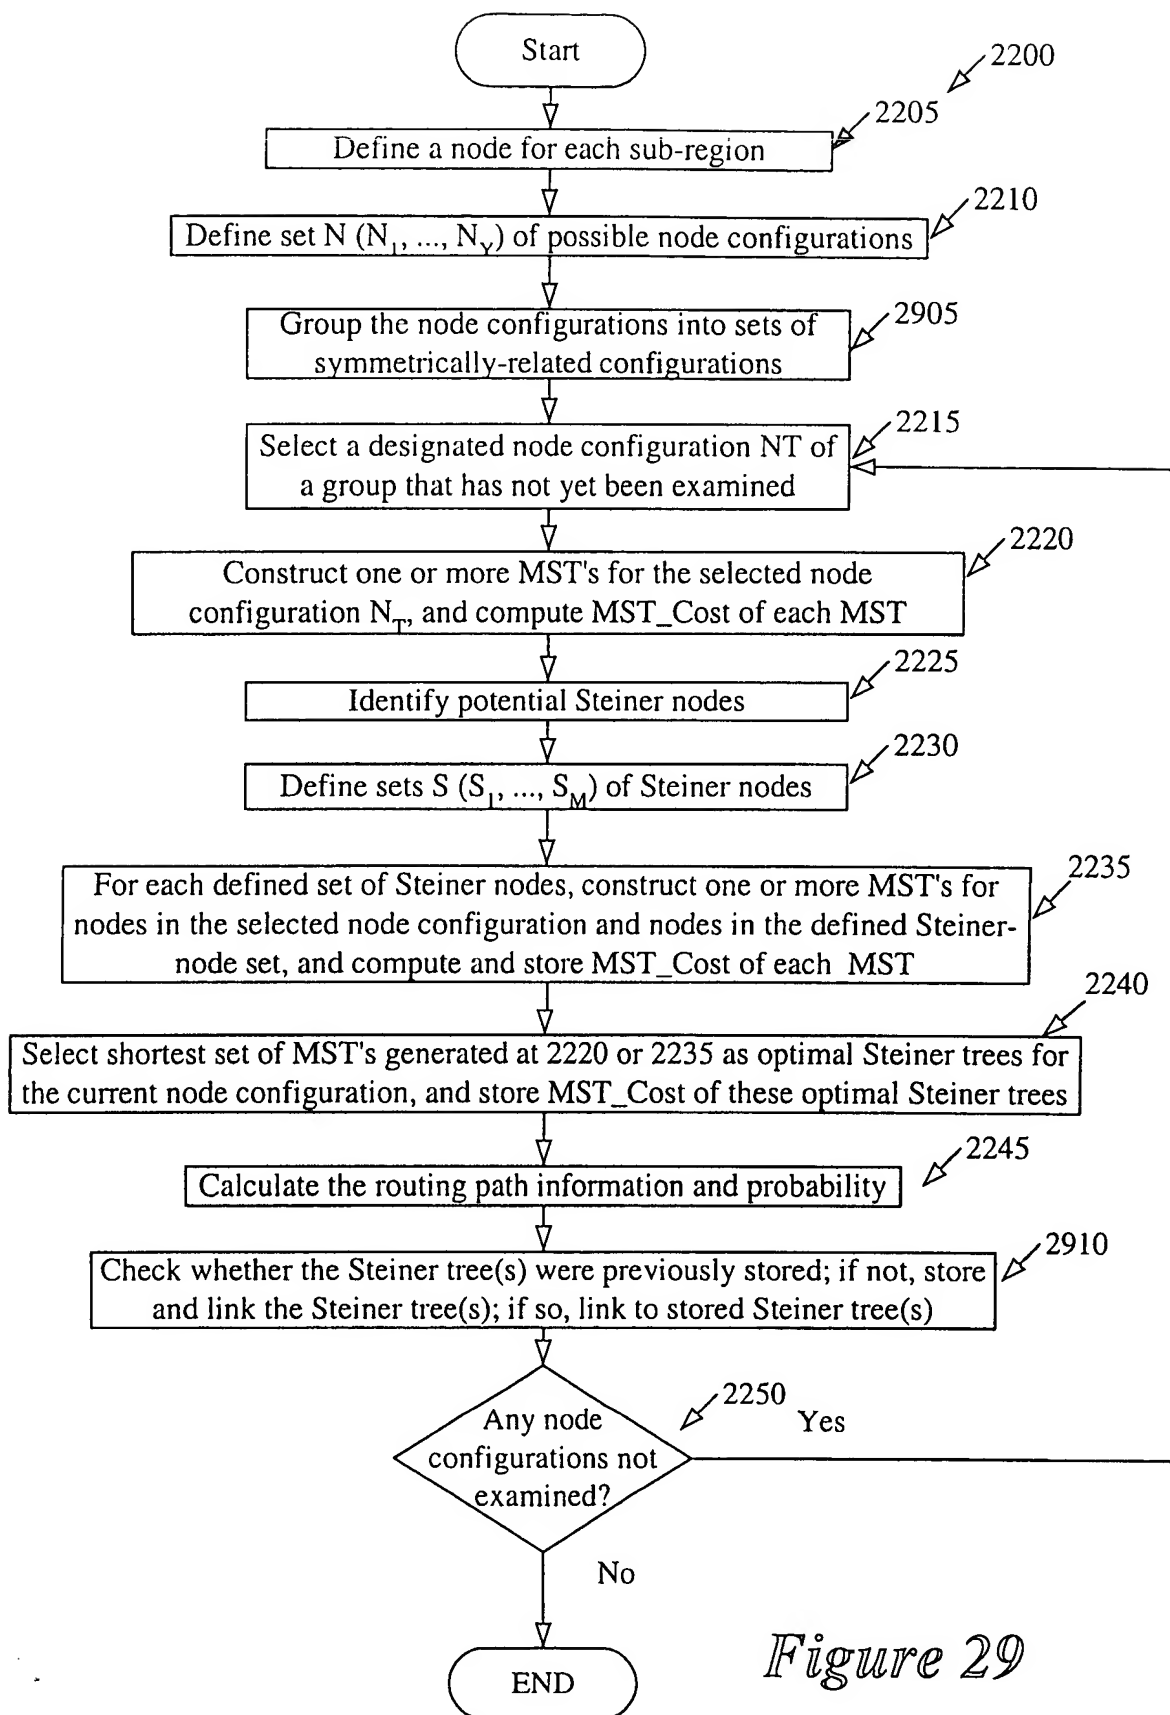 Start
2200
2205
Define a node for each sub-region
2210
Define set N (N1, ..., NY) of possible node configurations
2905
Group the node configurations into sets of
symmetrically-related configurations
2215
Select a designated node configuration NT of
a group that has not yet been examined
2220
Construct one or more MST's for the selected node
configuration NT, and compute MST_Cost of each MST
2225
Identify potential Steiner nodes
2230
Define sets S (S1, ..., SM) of Steiner nodes
2235
For each defined set of Steiner nodes, construct one or more MST's for
nodes in the selected node configuration and nodes in the defined Steiner-
node set, and compute and store MST_Cost of each MST
2240
Select shortest set of MST's generated at 2220 or 2235 as optimal Steiner trees for
the current node configuration, and store MST_Cost of these optimal Steiner trees
2245
Calculate the routing path information and probability
2910
Check whether the Steiner tree(s) were previously stored; if not, store
and link the Steiner tree(s); if so, link to stored Steiner tree(s)
2250
Yes
Any node
configurations not
examined?
No
END
Figure 29